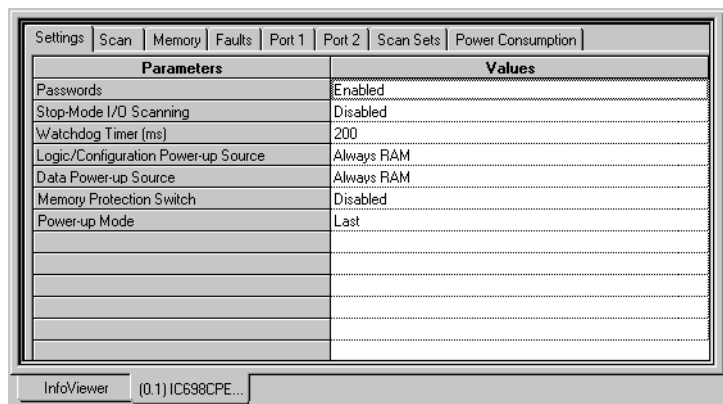 Settings Scan Memory Faults Port 1 Port 2 Scan Sets Power Consumption
Parameters Values
Passwords Enabled
Stop-Mode I/O Scanning Disabled
Watchdog Timer (ms) 200
Logic/Configuration Power-up Source Always RAM
Data Power-up Source Always RAM
Memory Protection Switch Disabled
Power-up Mode Last
InfoViewer (0.1) IC698CPE...